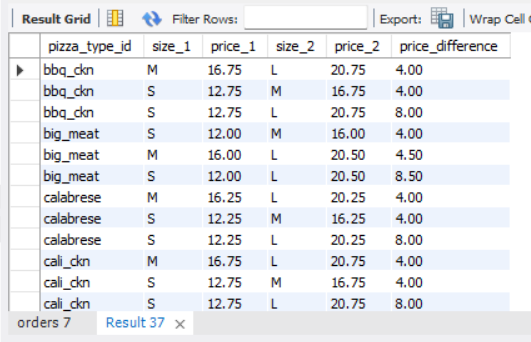 Result Grid Filter Rows: Export: Wrap Cell
pizza_type_id size_1 price_1 size_2 price_2 price_difference
bbq_ckn M 16.75 L 20.75 4.00
bbq_ckn S 12.75 M 16.75 4.00
bbq_ckn S 12.75 L 20.75 8.00
big_meat S 12.00 M 16.00 4.00
big_meat M 16.00 L 20.50 4.50
big_meat S 12.00 L 20.50 8.50
calabrese M 16.25 L 20.25 4.00
calabrese S 12.25 M 16.25 4.00
calabrese S 12.25 L 20.25 8.00
cali_ckn M 16.75 L 20.75 4.00
cali_ckn S 12.75 M 16.75 4.00
cali_ckn S 12.75 L 20.75 8.00
orders 7 Result 37